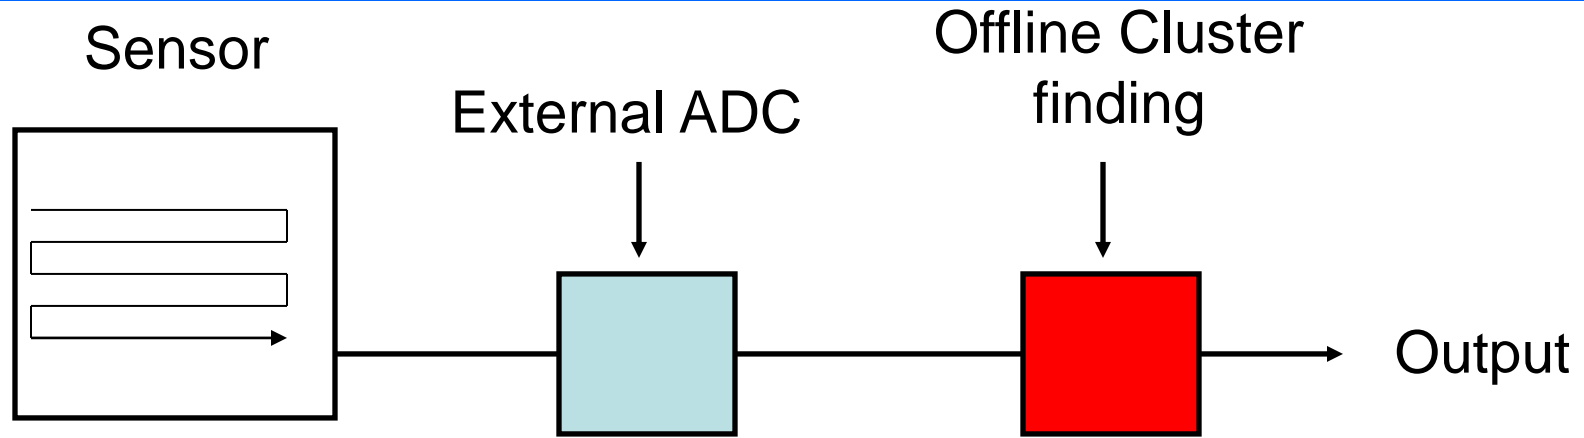 Sensor
External ADC
Offline Cluster
finding
Output